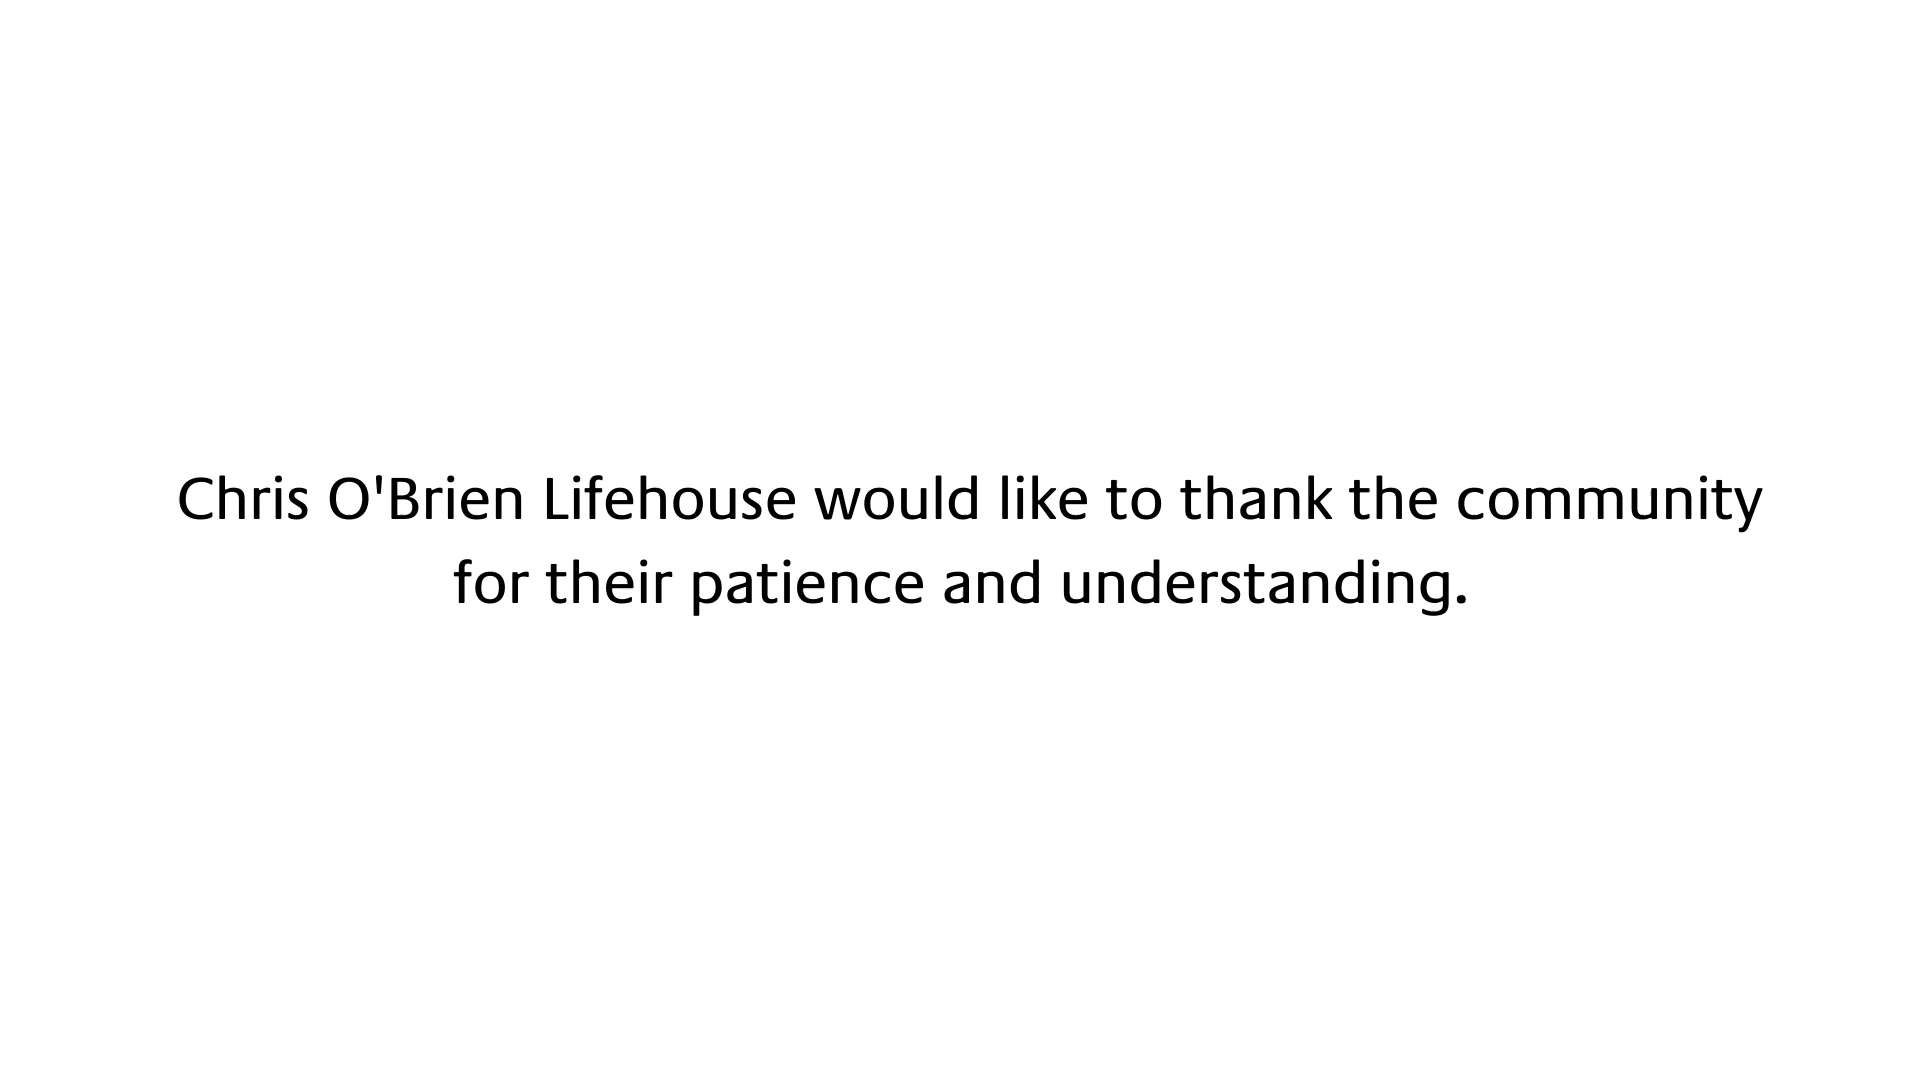 Chris O'Brien Lifehouse would like to thank the community
for their patience and understanding.